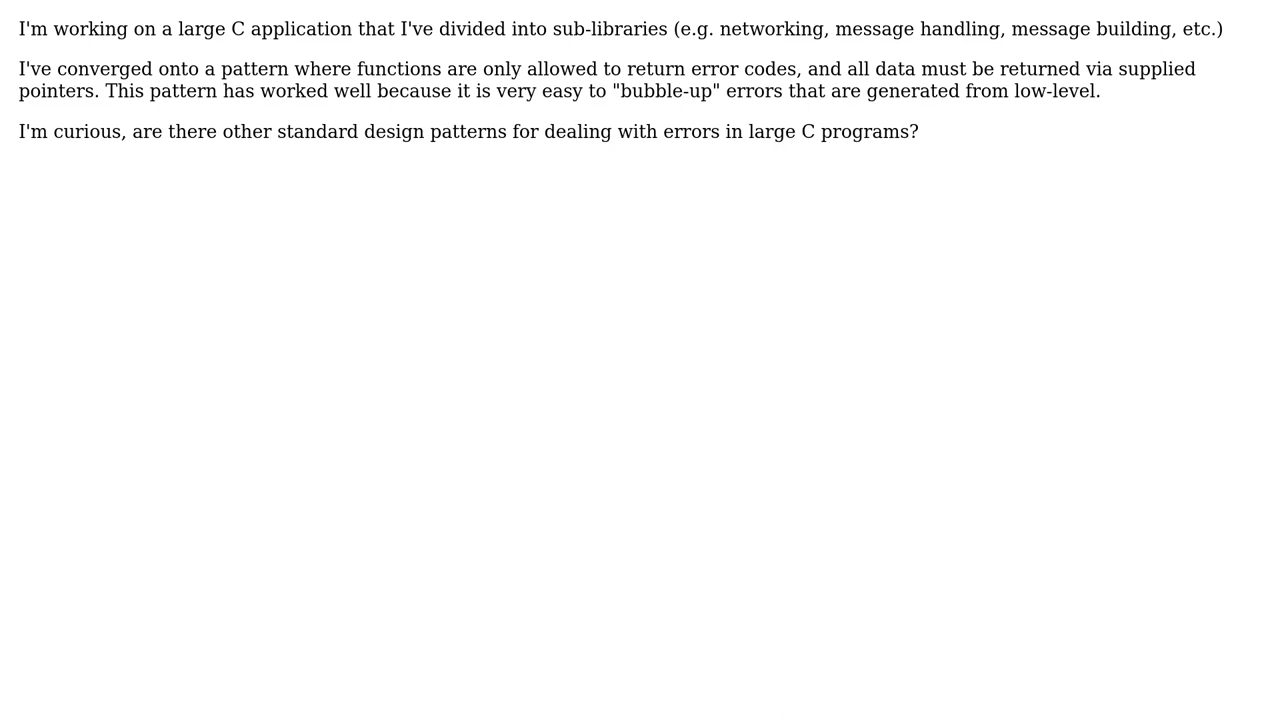 I'm working on a large C application that I've divided into sub-libraries (e.g. networking, message handling, message building, etc.)
I've converged onto a pattern where functions are only allowed to return error codes, and all data must be returned via supplied
pointers. This pattern has worked well because it is very easy to "bubble-up" errors that are generated from low-level.
I'm curious, are there other standard design patterns for dealing with errors in large C programs?